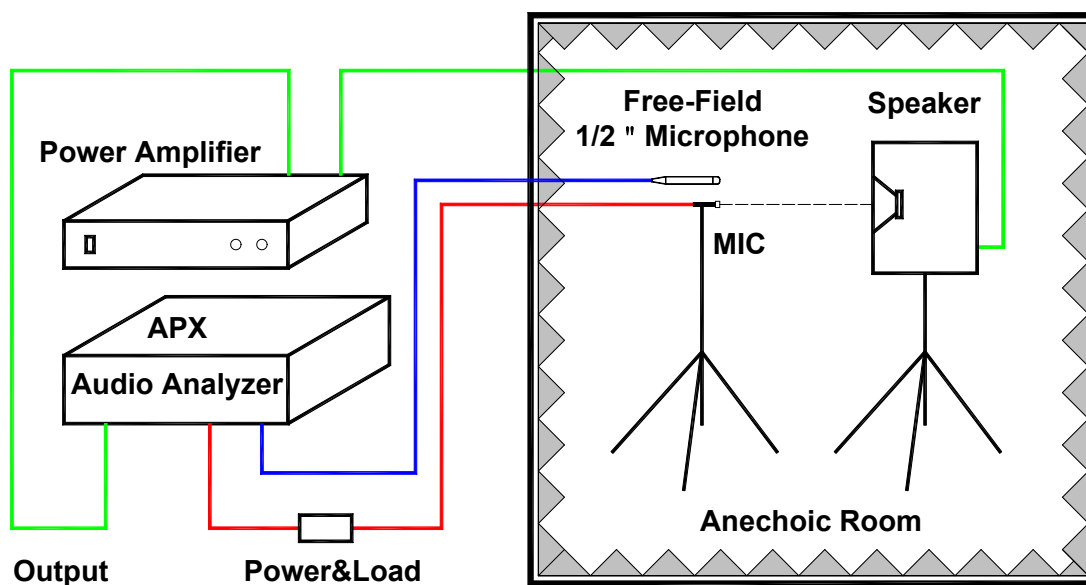 Free-Field
1/2 " Microphone
Speaker
Power Amplifier
MIC
APX
Audio Analyzer
Anechoic Room
Output
Power&Load